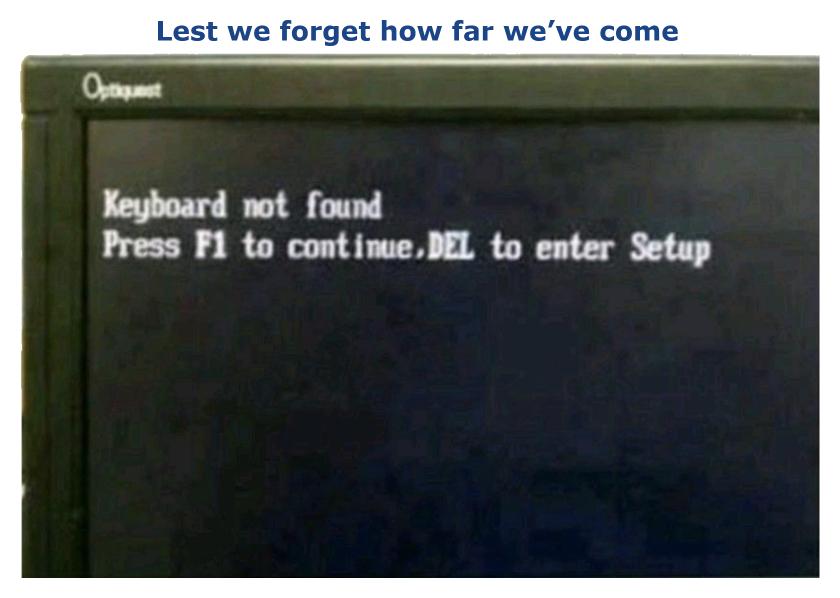 Lest we forget how far we’ve come
Optiquest
Keyboard not found
Press F1 to continue,DEL to enter Setup